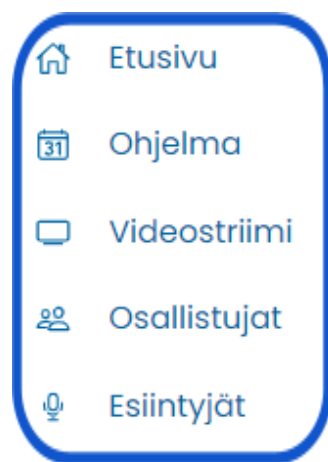 Etusivu
31 Ohjelma
Videostriimi
Osallistujat
Esiintyjät